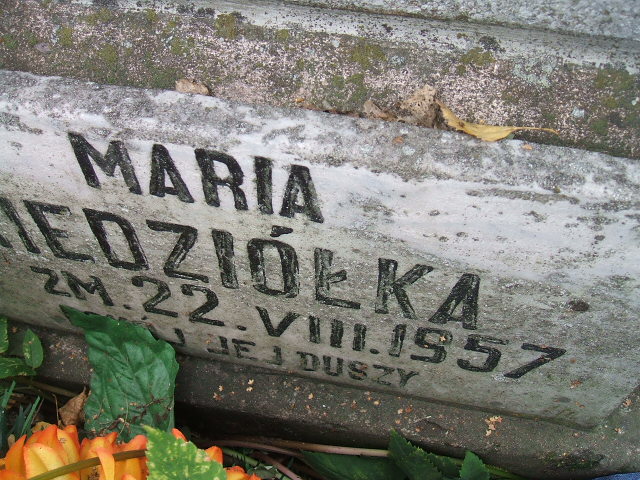 MARIA
IEDZIÓŁKA
ZM. 22. VIII. 1957
JEJ DUSZY